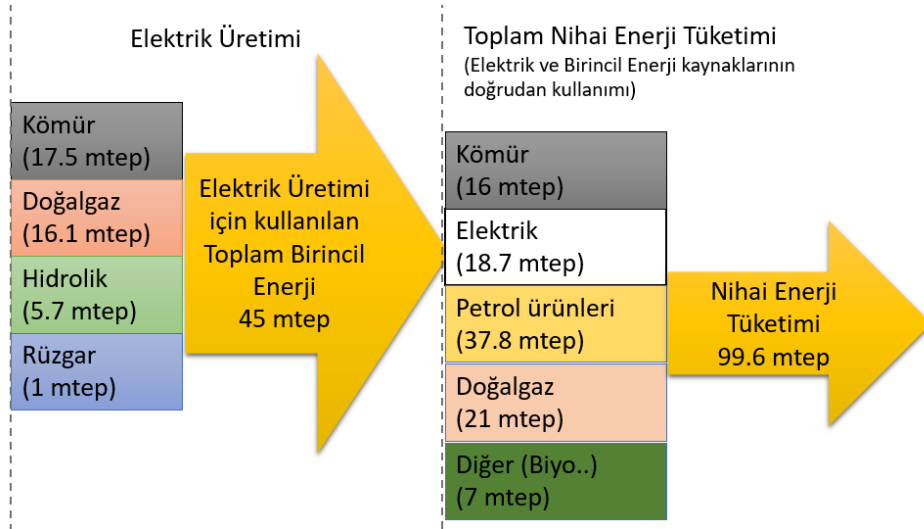 Elektrik Üretimi
Kömür
(17.5 mtep)
Doğalgaz
(16.1 mtep)
Hidrolik
(5.7 mtep)
Rüzgar
(1 mtep)
Elektrik Üretimi
için kullanılan
Toplam Birincil
Enerji
45 mtep
Toplam Nihai Enerji Tüketimi
(Elektrik ve Birincil Enerji kaynaklarının
doğrudan kullanımı)
Kömür
(16 mtep)
Elektrik
(18.7 mtep)
Petrol ürünleri
(37.8 mtep)
Doğalgaz
(21 mtep)
Diğer (Biyo..)
(7 mtep)
Nihai Enerji
Tüketimi
99.6 mtep